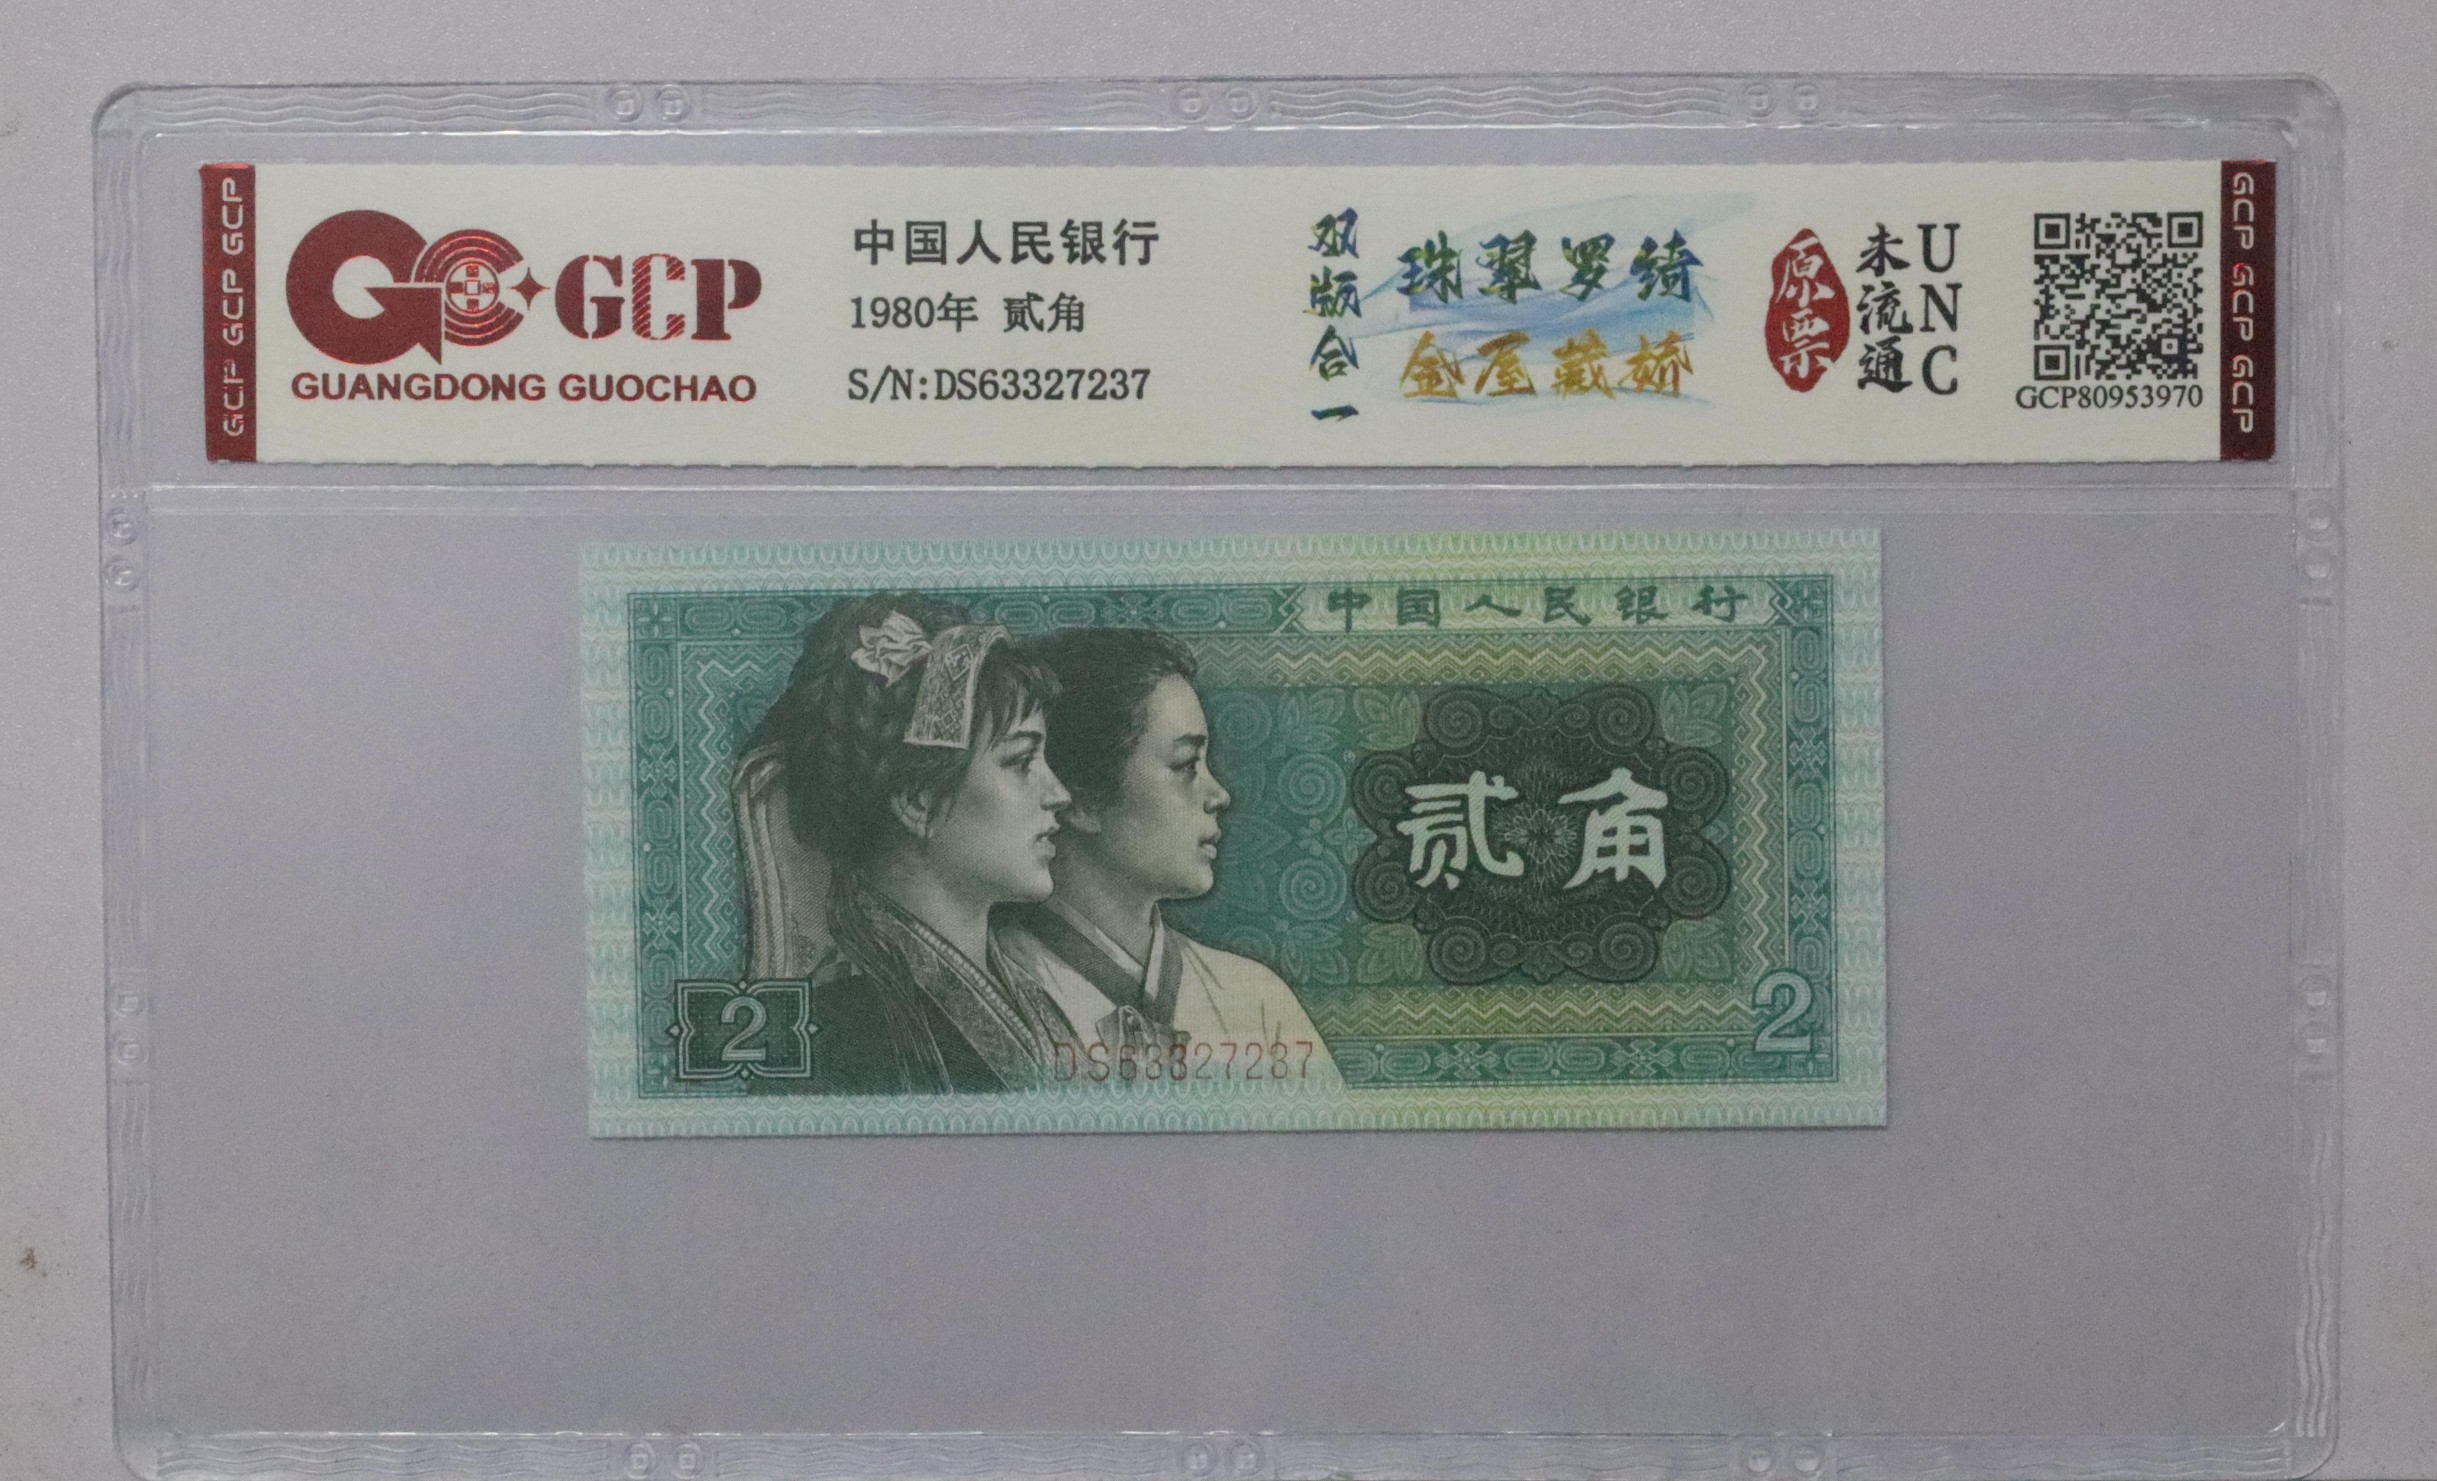 GCP GCP GCP
GCP
GUANGDONG GUOCHAO
中国人民银行
1980年 贰角
S/N:DS63327237
双版合一
珠翠罗绮
金屋藏娇
原票
未流通
UNC
GCP80953970
GCP GCP GCP
中国人民银行
贰角
2
2
DS63327237